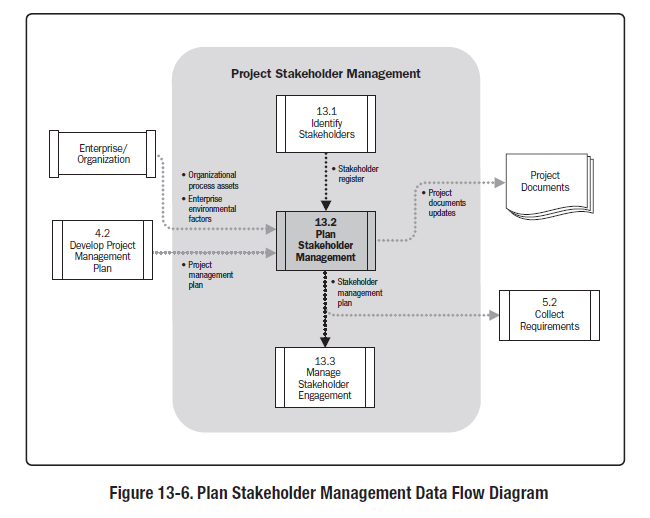 Project Stakeholder Management
13.1
Identify
Stakeholders
Enterprise/
Organization
• Organizational
process assets
• Enterprise
environmental
factors
• Stakeholder
register
• Project
documents
updates
Project
Documents
4.2
Develop Project
Management
Plan
13.2
Plan
Stakeholder
Management
• Project
management
plan
• Stakeholder
management
plan
5.2
Collect
Requirements
13.3
Manage
Stakeholder
Engagement
Figure 13-6. Plan Stakeholder Management Data Flow Diagram